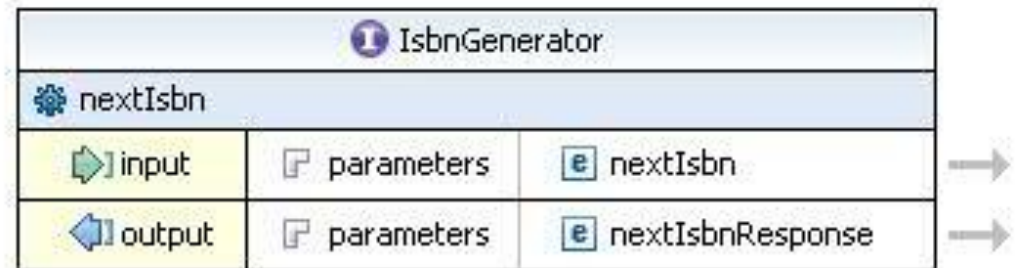 IsbnGenerator
nextIsbn
input parameters e nextIsbn
output parameters e nextIsbnResponse